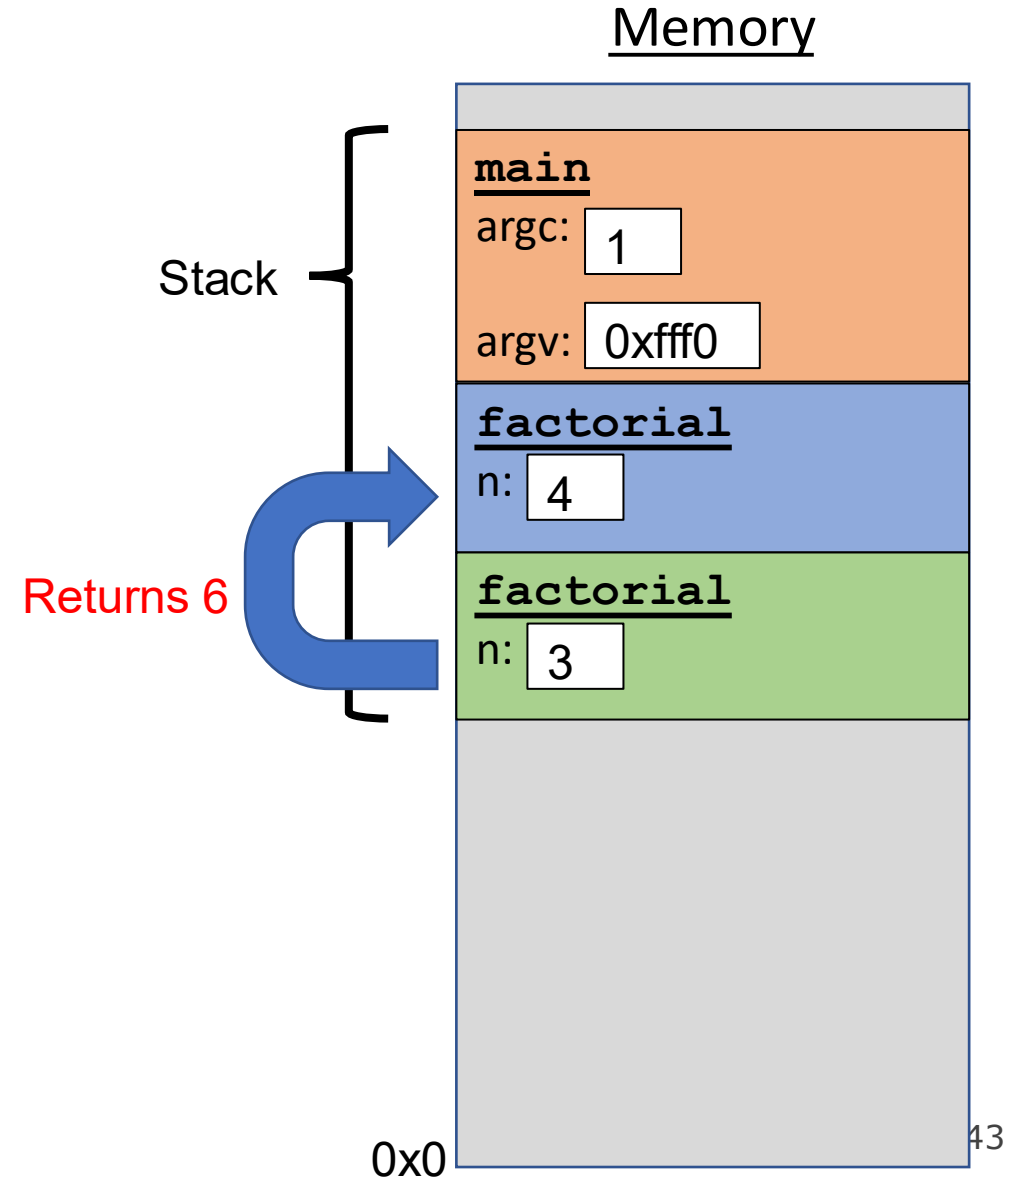 Memory
main
argc: 1
Stack
argv: 0xfff0
factorial
n: 4
Returns 6
factorial
n: 3
0x0
43